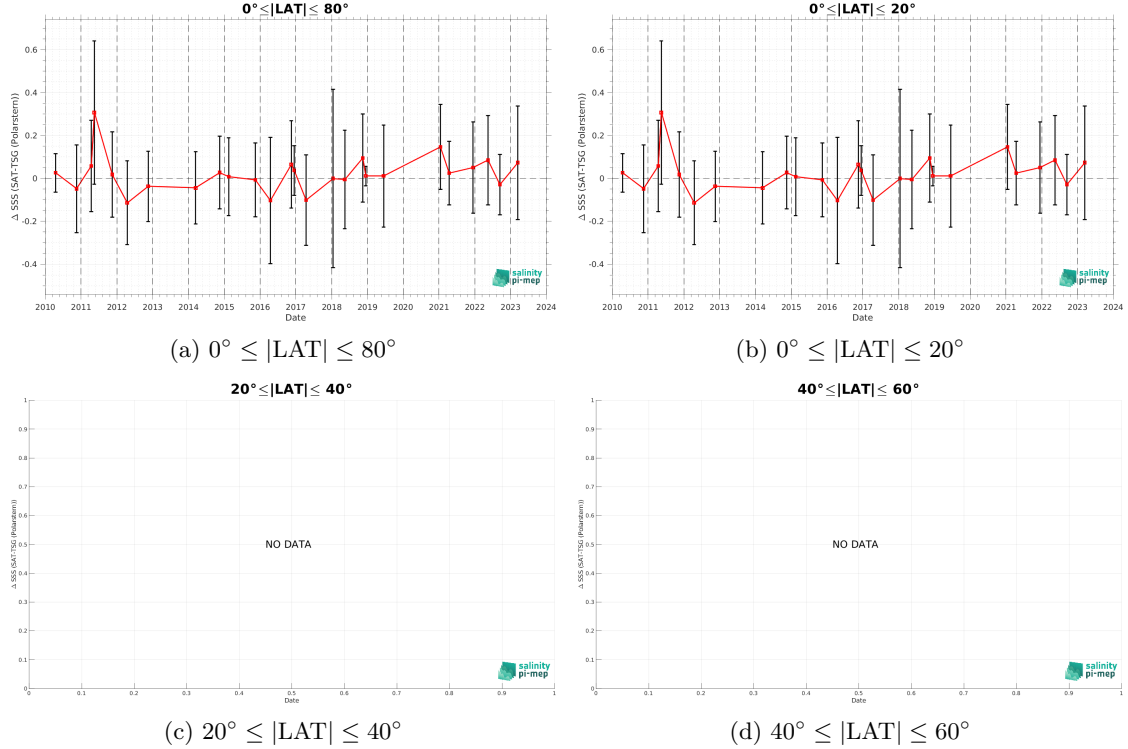 0°≤|LAT|≤ 80°
Δ SSS (SAT-TSG (Polarstern))
0.6
0.4
0.2
0
-0.2
-0.4
2010 2011 2012 2013 2014 2015 2016 2017 2018 2019 2020 2021 2022 2023 2024
Date
salinity
pi-mep
(a) 0° ≤ |LAT| ≤ 80°
0°≤|LAT|≤ 20°
Δ SSS (SAT-TSG (Polarstern))
0.6
0.4
0.2
0
-0.2
-0.4
2010 2011 2012 2013 2014 2015 2016 2017 2018 2019 2020 2021 2022 2023 2024
Date
salinity
pi-mep
(b) 0° ≤ |LAT| ≤ 20°
20°≤|LAT|≤ 40°
Δ SSS (SAT-TSG (Polarstern))
1
0.9
0.8
0.7
0.6
0.5
0.4
0.3
0.2
0.1
0
NO DATA
0 0.1 0.2 0.3 0.4 0.5 0.6 0.7 0.8 0.9 1
Date
salinity
pi-mep
(c) 20° ≤ |LAT| ≤ 40°
40°≤|LAT|≤ 60°
Δ SSS (SAT-TSG (Polarstern))
1
0.9
0.8
0.7
0.6
0.5
0.4
0.3
0.2
0.1
0
NO DATA
0 0.1 0.2 0.3 0.4 0.5 0.6 0.7 0.8 0.9 1
Date
salinity
pi-mep
(d) 40° ≤ |LAT| ≤ 60°